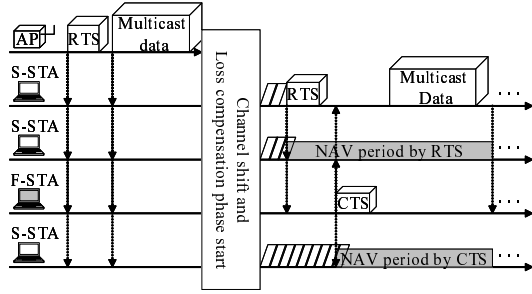 AP
RTS
Multicast
data
S-STA
S-STA
F-STA
S-STA
Channel shift and
Loss compensation phase start
RTS
Multicast
Data
...
NAV period by RTS
...
CTS
...
NAV period by CTS
...